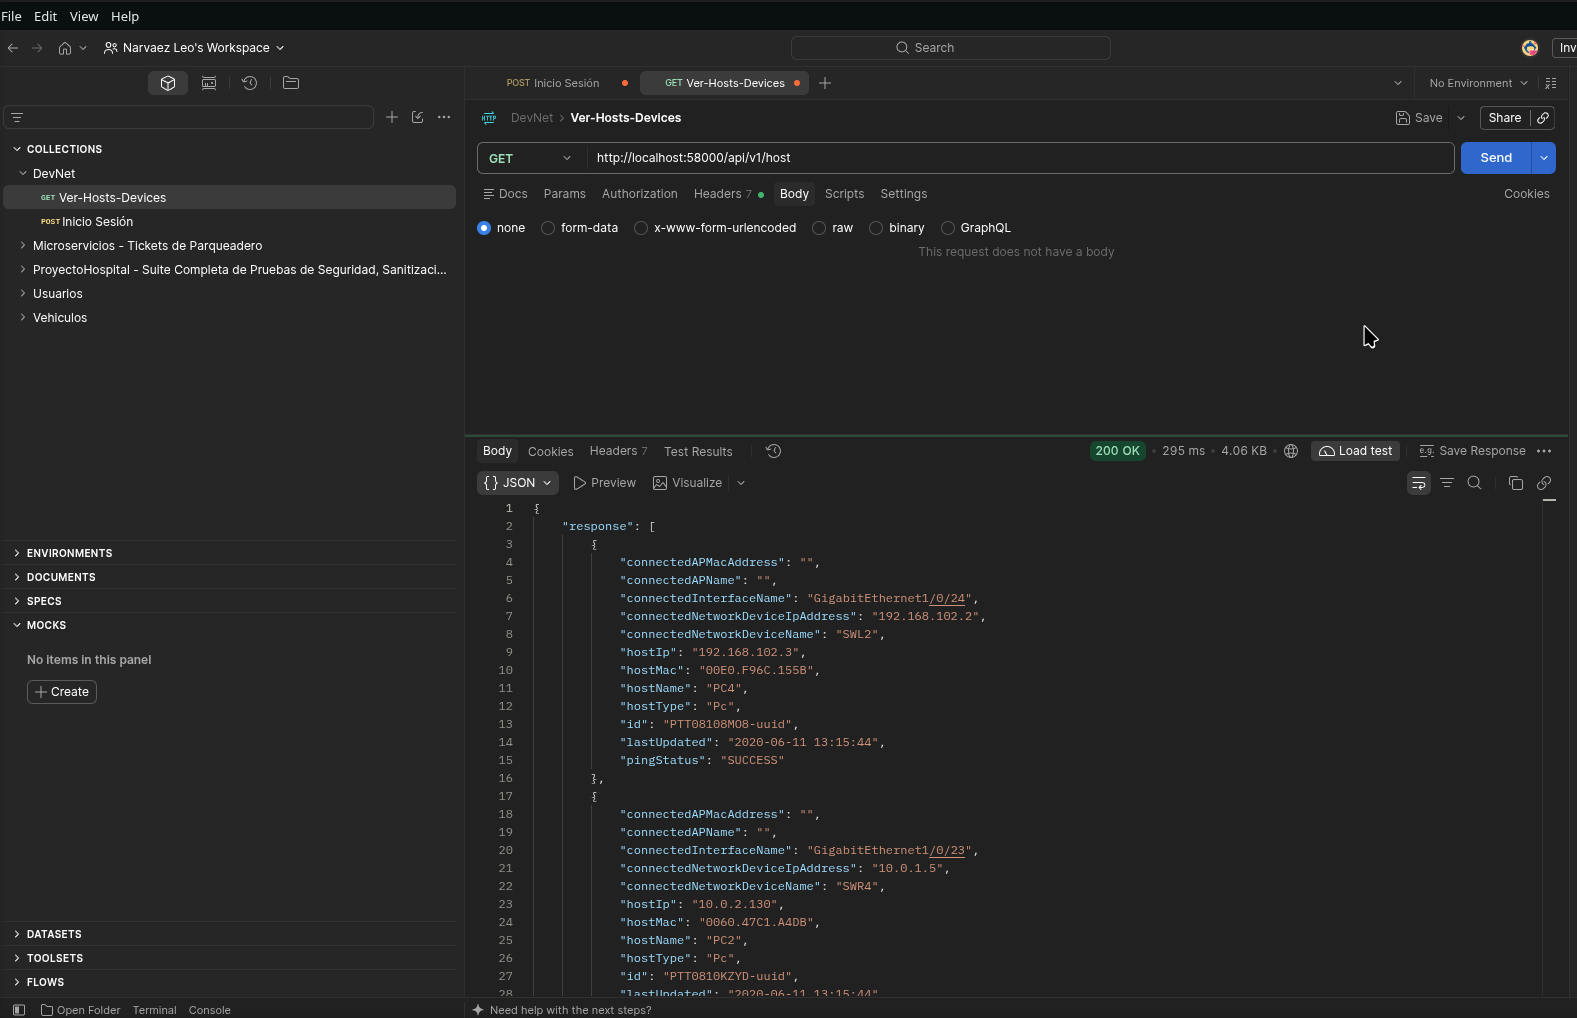 File Edit View Help
Narvaez Leo's Workspace
Search
Inv
POST Inicio Sesión
GET Ver-Hosts-Devices
No Environment
COLLECTIONS
DevNet
GET Ver-Hosts-Devices
POST Inicio Sesión
Microservicios - Tickets de Parqueadero
ProyectoHospital - Suite Completa de Pruebas de Seguridad, Sanitizaci...
Usuarios
Vehiculos
ENVIRONMENTS
DOCUMENTS
SPECS
MOCKS
No items in this panel
Create
DATASETS
TOOLSETS
FLOWS
HTTP DevNet > Ver-Hosts-Devices
Save
Share
GET http://localhost:58000/api/v1/host
Send
Docs Params Authorization Headers 7 Body Scripts Settings
Cookies
none form-data x-www-form-urlencoded raw binary GraphQL
This request does not have a body
Body Cookies Headers 7 Test Results
200 OK 295 ms 4.06 KB Load test e.g. Save Response
{} JSON Preview Visualize
1 {
2 "response": [
3 {
4 "connectedAPMacAddress": "",
5 "connectedAPName": "",
6 "connectedInterfaceName": "GigabitEthernet1/0/24",
7 "connectedNetworkDeviceIpAddress": "192.168.102.2",
8 "connectedNetworkDeviceName": "SWL2",
9 "hostIp": "192.168.102.3",
10 "hostMac": "00E0.F96C.155B",
11 "hostName": "PC4",
12 "hostType": "Pc",
13 "id": "PTT08108MO8-uuid",
14 "lastUpdated": "2020-06-11 13:15:44",
15 "pingStatus": "SUCCESS"
16 },
17 {
18 "connectedAPMacAddress": "",
19 "connectedAPName": "",
20 "connectedInterfaceName": "GigabitEthernet1/0/23",
21 "connectedNetworkDeviceIpAddress": "10.0.1.5",
22 "connectedNetworkDeviceName": "SWR4",
23 "hostIp": "10.0.2.130",
24 "hostMac": "0060.47C1.A4DB",
25 "hostName": "PC2",
26 "hostType": "Pc",
27 "id": "PTT0810KZYD-uuid",
28 "lastUpdated": "2020-06-11 13:15:44"
Open Folder Terminal Console
Need help with the next steps?